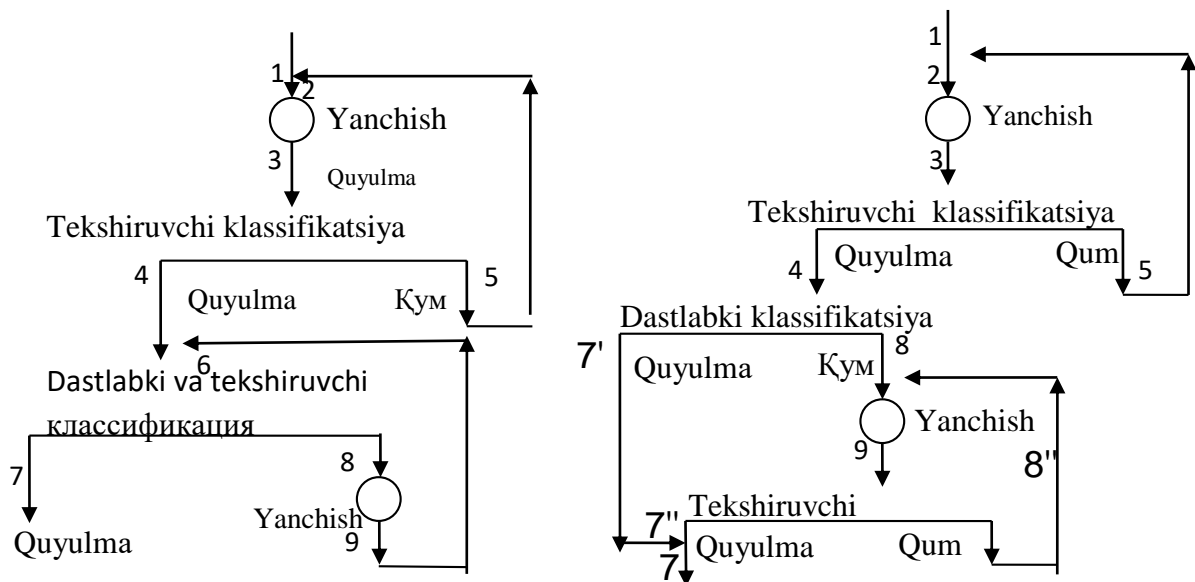 1
2
Yanchish
3
Quyulma
Tekshiruvchi klassifikatsiya
4
5
Quyulma
Қум
6
Dastlabki va tekshiruvchi
классификация
7
8
Yanchish
9
Quyulma
1
2
Yanchish
3
Tekshiruvchi klassifikatsiya
4
Quyulma
Qum
5
Dastlabki klassifikatsiya
7'
8
Quyulma
Қум
Yanchish
9
8"
Tekshiruvchi
7"
Quyulma
Qum
7